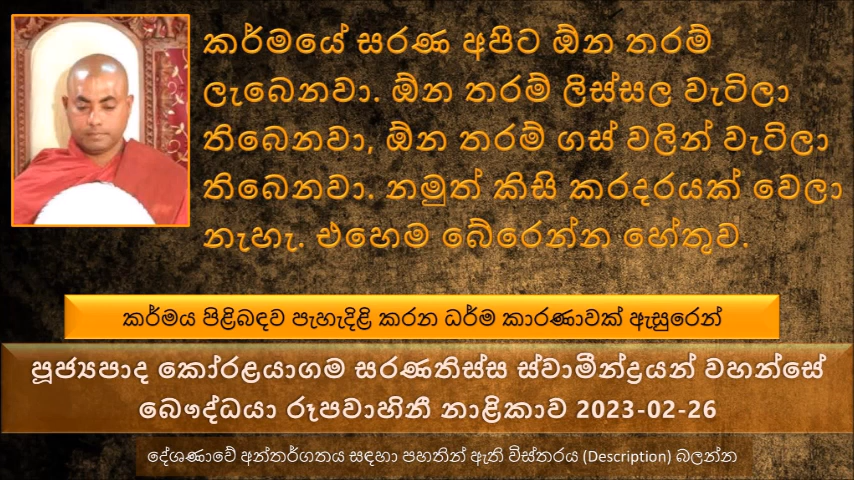 කර්මයේ සරණ අපිට ඕන තරම්
ලැබෙනවා. ඕන තරම් ලිස්සල වැටිලා
තිබෙනවා, ඕන තරම් ගස් වලින් වැටිලා
තිබෙනවා. නමුත් කිසි කරදරයක් වෙලා
නැහැ. එහෙම බේරෙන්න හේතුව.
කර්මය පිළිබඳව පැහැදිළි කරන ධර්ම කාරණාවක් ඇසුරෙන්
පූජ්‍යපාද කෝරළයාගම සරණතිස්ස ස්වාමීන්ද්‍රයන් වහන්සේ
බෞද්ධයා රූපවාහිනී නාළිකාව 2023-02-26
දේශණාවේ අන්තර්ගතය සඳහා පහතින් ඇති විස්තරය (Description) බලන්න